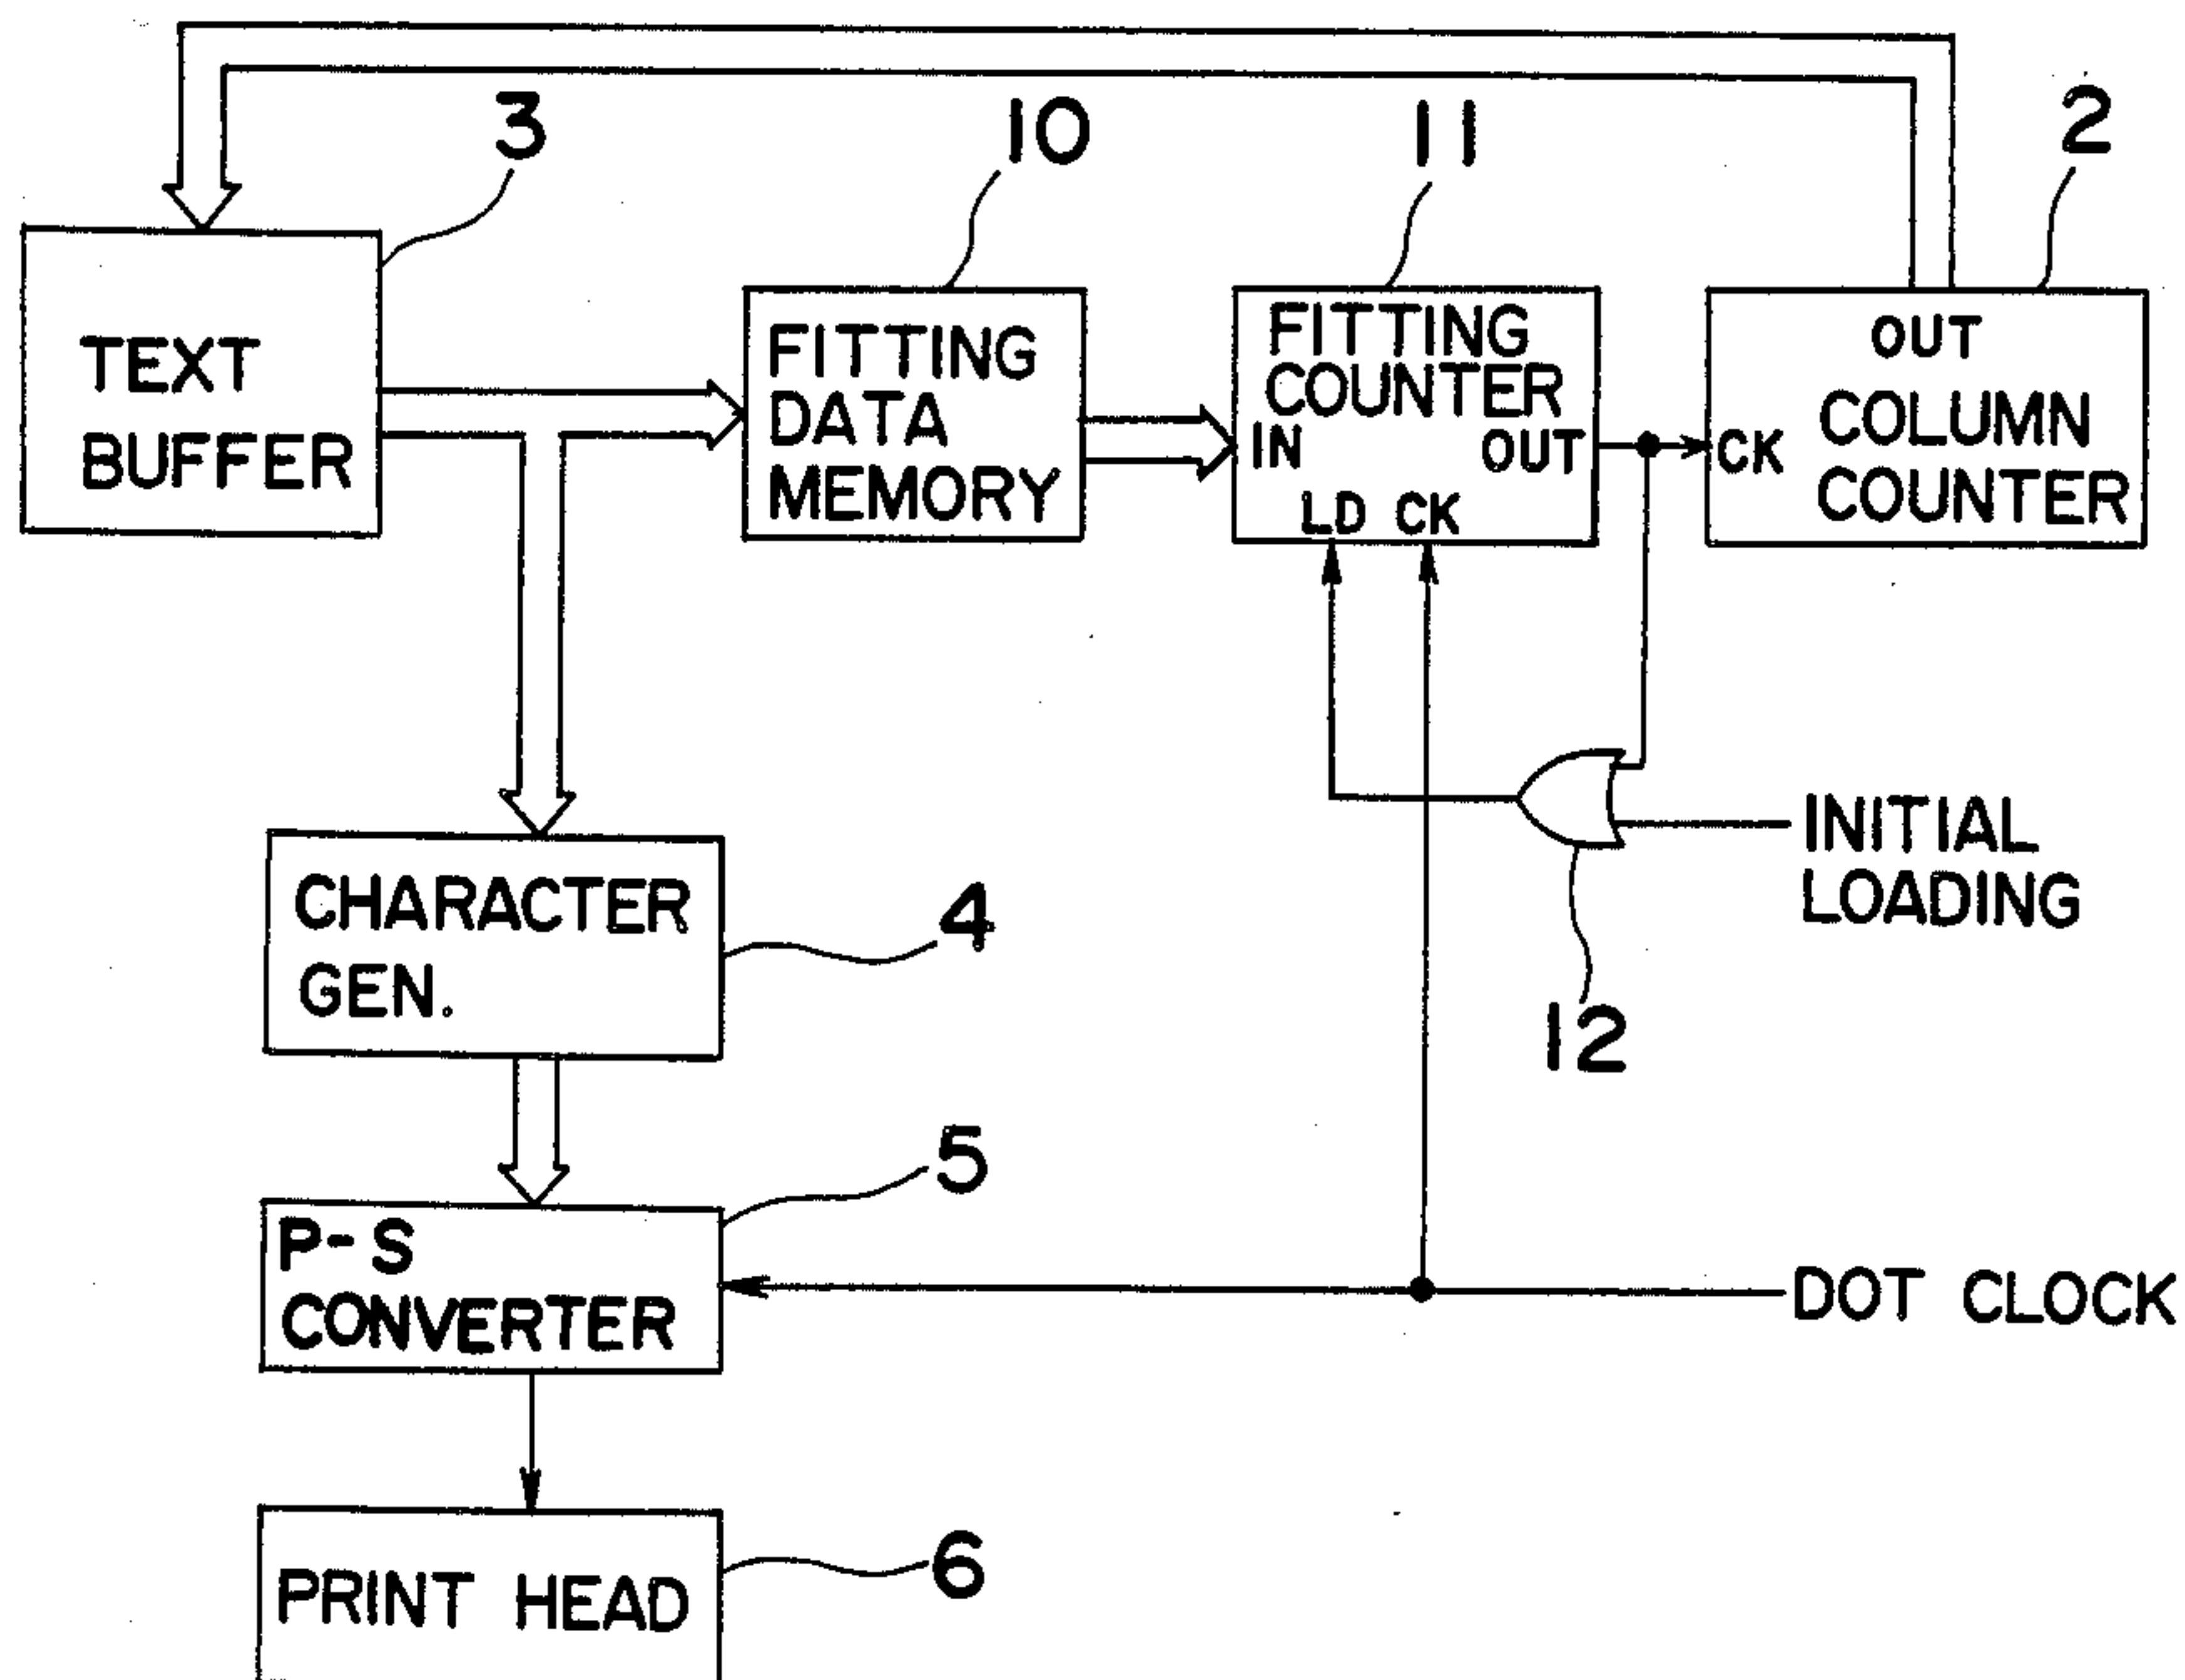 3
10
11
2
TEXT
BUFFER
FITTING
DATA
MEMORY
FITTING
COUNTER
IN
OUT
LD CK
OUT
CK
COLUMN
COUNTER
INITIAL
LOADING
12
CHARACTER
GEN.
4
5
P-S
CONVERTER
DOT CLOCK
PRINT HEAD
6